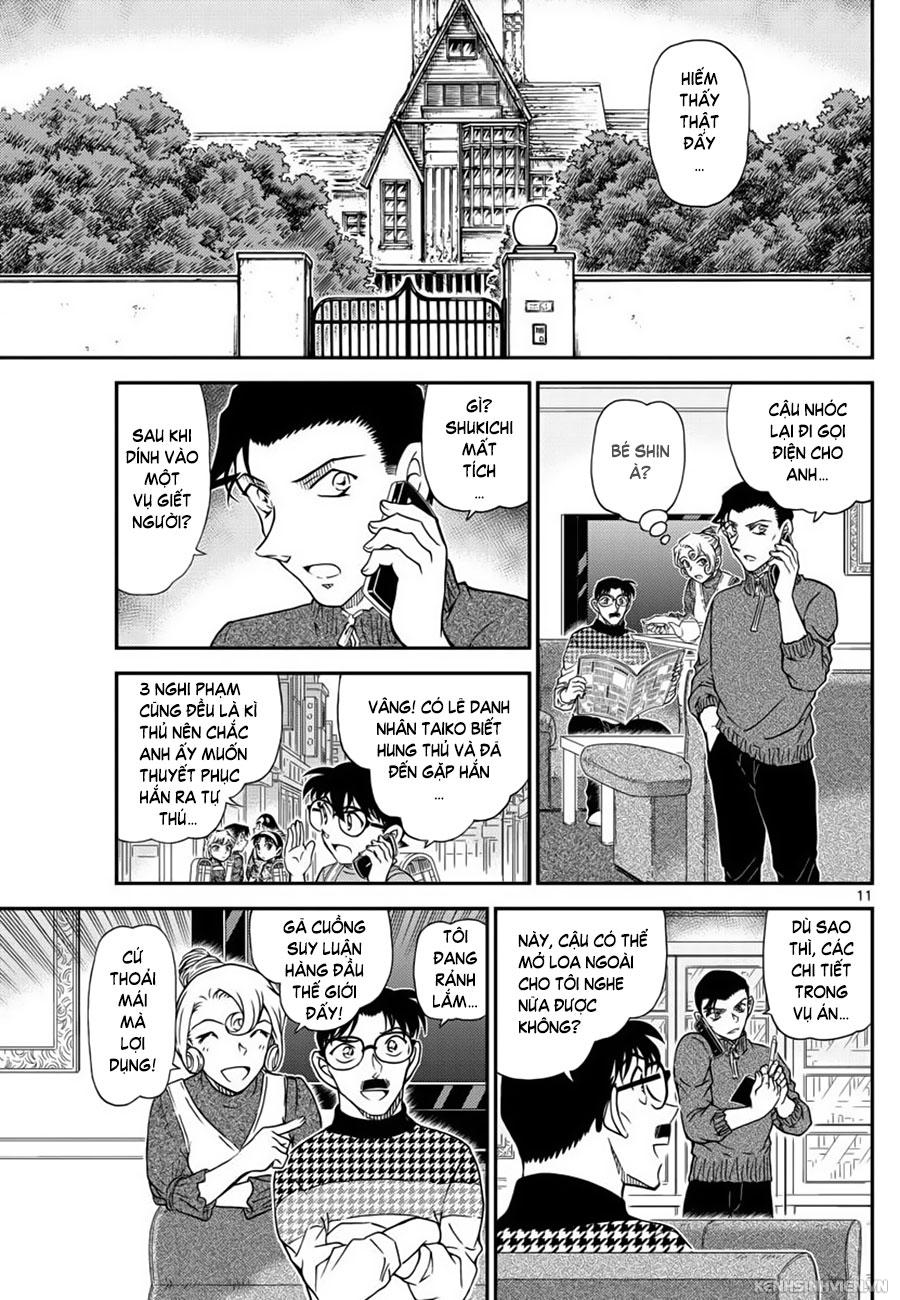 HIẾM
THẤY
THẬT
ĐẤY
...
CẬU NHÓC
LẠI ĐI GỌI
ĐIỆN CHO
ANH...
BÉ SHIN
À?
GÌ?
SHUKICHI
MẤT
TÍCH
...
SAU KHI
DÍNH VÀO
MỘT
VỤ GIẾT
NGƯỜI?
VÂNG! CÓ LẼ DANH
NHÂN TAIKO BIẾT
HUNG THỦ VÀ ĐÃ
ĐẾN GẶP HẮN
...
3 NGHI PHẠM
CŨNG ĐỀU LÀ KÌ
THỦ NÊN CHẮC
ANH ẤY MUỐN
THUYẾT PHỤC
HẮN RA TỰ
THÚ...
11
DÙ SAO
THÌ, CÁC
CHI TIẾT
TRONG
VỤ ÁN...
NÀY, CẬU CÓ THỂ
MỞ LOA NGOÀI
CHO TÔI NGHE
NỮA ĐƯỢC
KHÔNG?
TÔI
ĐANG
RẢNH
LẮM...
GẢ CUỒNG
SUY LUẬN
HÀNG ĐẦU
THẾ GIỚI
ĐẤY!
CỨ
THOẢI
MÁI
MÀ
LỢI
DỤNG!
KENHSINHVIEN.VN